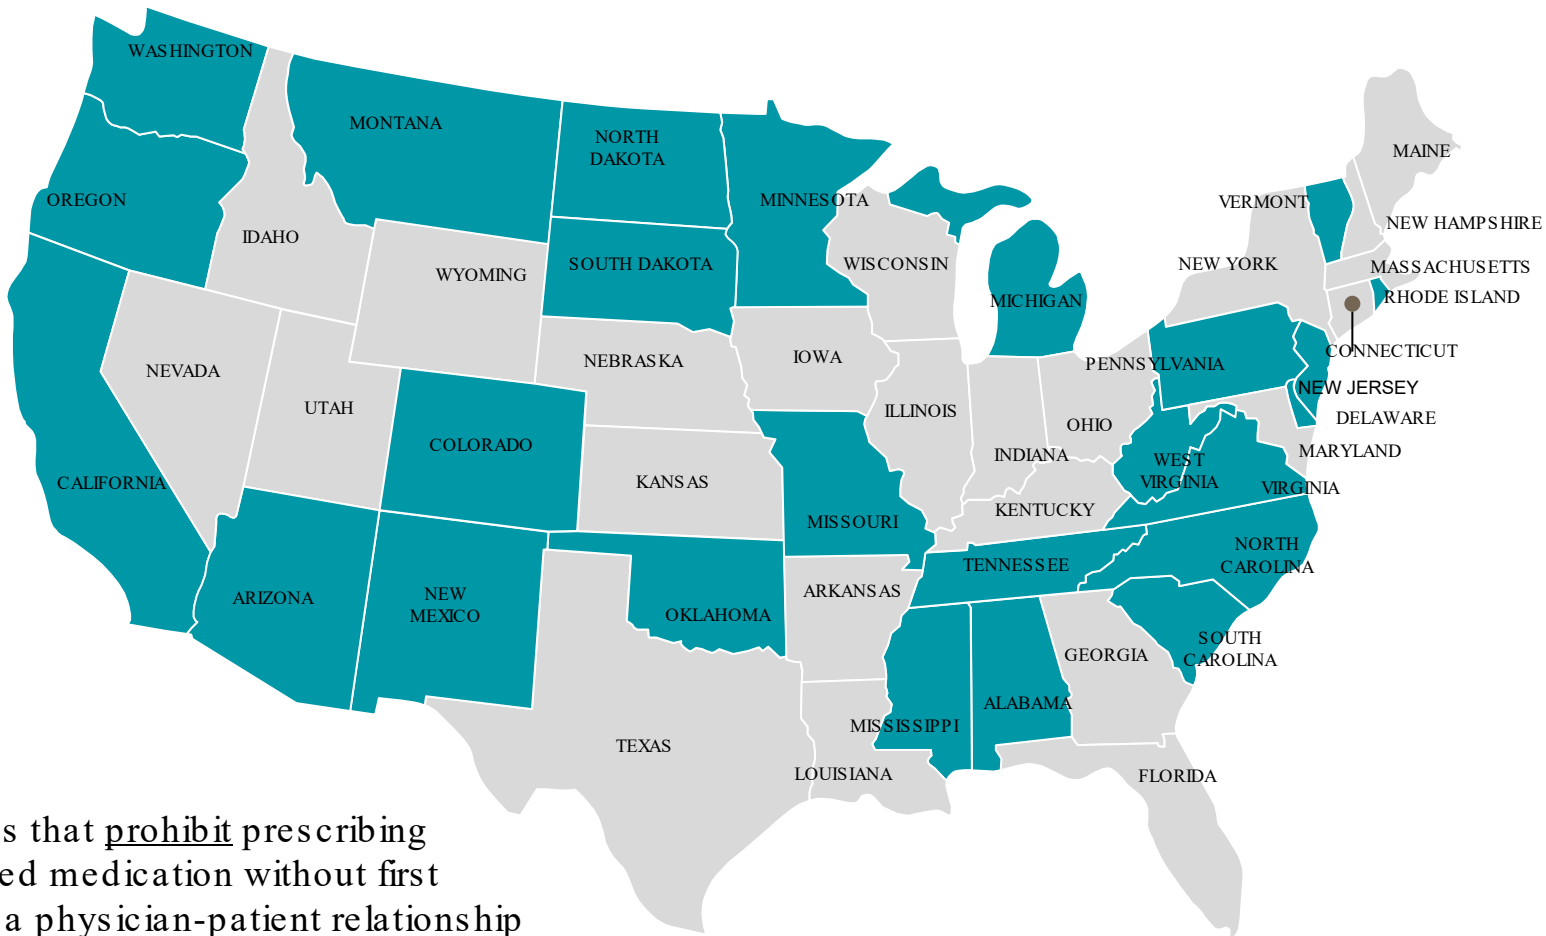 WASHINGTON
MONTANA
NORTH
DAKOTA
MINNESOTA
MAINE
OREGON
VERMONT
NEW HAMPSHIRE
IDAHO
WYOMING
SOUTH DAKOTA
WISCONSIN
NEW YORK
MASSACHUSETTS
MICHIGAN
RHODE ISLAND
NEVADA
NEBRASKA
IOWA
PENNSYLVANIA
CONNECTICUT
UTAH
ILLINOIS
NEW JERSEY
OHIO
DELAWARE
COLORADO
INDIANA
MARYLAND
CALIFORNIA
KANSAS
WEST
VIRGINIA
VIRGINIA
KENTUCKY
MISSOURI
NORTH
CAROLINA
TENNESSEE
ARIZONA
NEW
MEXICO
ARKANSAS
OKLAHOMA
SOUTH
CAROLINA
GEORGIA
ALABAMA
MISSISSIPPI
TEXAS
LOUISIANA
FLORIDA
s that prohibit prescribing
ed medication without first
a physician-patient relationship